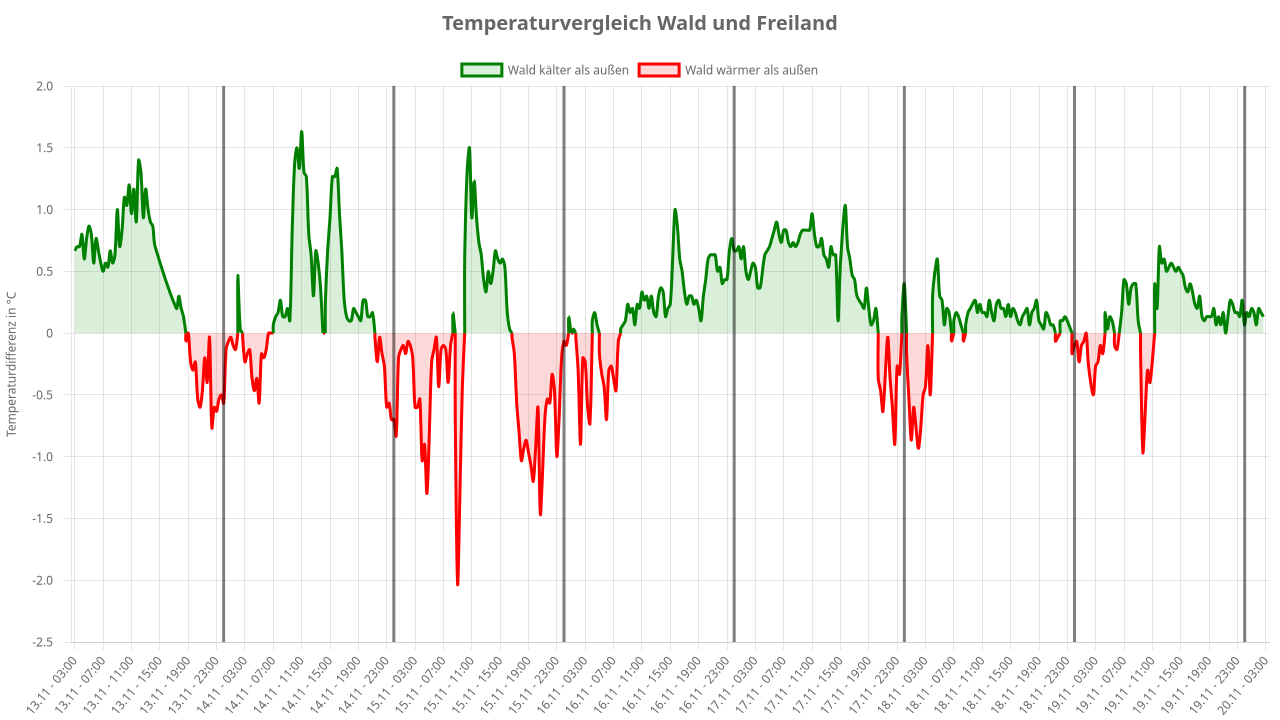 Temperaturvergleich Wald und Freiland
Wald kälter als außen
Wald wärmer als außen
Temperaturdifferenz in °C
2.0
1.5
1.0
0.5
0
-0.5
-1.0
-1.5
-2.0
-2.5
13.11 - 03:00
13.11 - 07:00
13.11 - 11:00
13.11 - 15:00
13.11 - 19:00
13.11 - 23:00
14.11 - 03:00
14.11 - 07:00
14.11 - 11:00
14.11 - 15:00
14.11 - 19:00
14.11 - 23:00
15.11 - 03:00
15.11 - 07:00
15.11 - 11:00
15.11 - 15:00
15.11 - 19:00
15.11 - 23:00
16.11 - 03:00
16.11 - 07:00
16.11 - 11:00
16.11 - 15:00
16.11 - 19:00
16.11 - 23:00
17.11 - 03:00
17.11 - 07:00
17.11 - 11:00
17.11 - 15:00
17.11 - 19:00
17.11 - 23:00
18.11 - 03:00
18.11 - 07:00
18.11 - 11:00
18.11 - 15:00
18.11 - 19:00
18.11 - 23:00
19.11 - 03:00
19.11 - 07:00
19.11 - 11:00
19.11 - 15:00
19.11 - 19:00
19.11 - 23:00
20.11 - 03:00